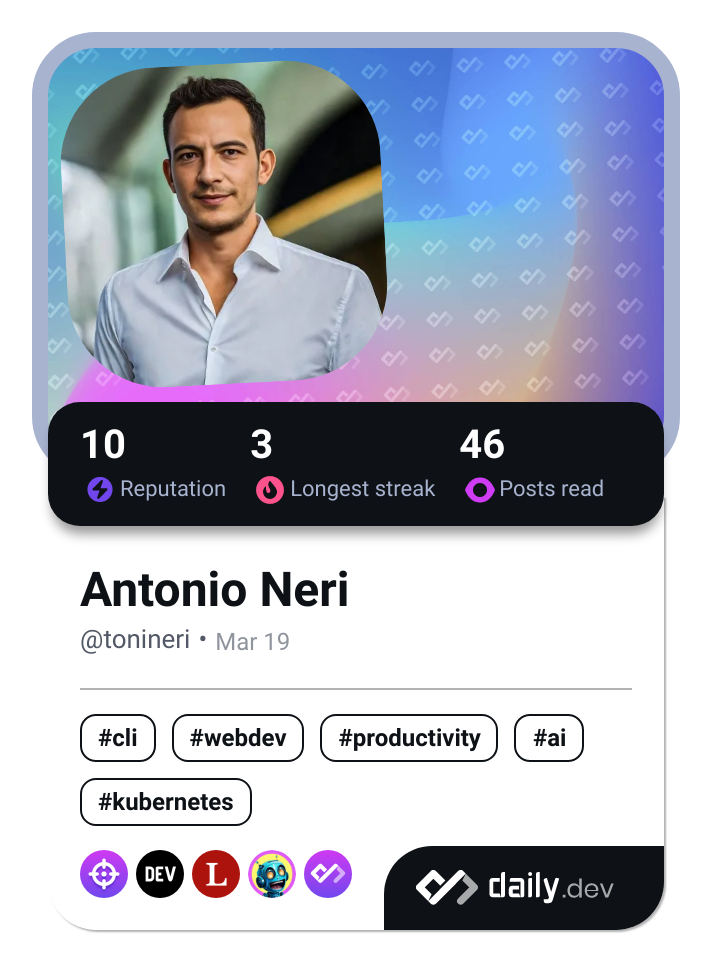 10 3 46
Reputation Longest streak Posts read
Antonio Neri
@tonineri • Mar 19
#cli #webdev #productivity #ai
#kubernetes
DEV L daily.dev